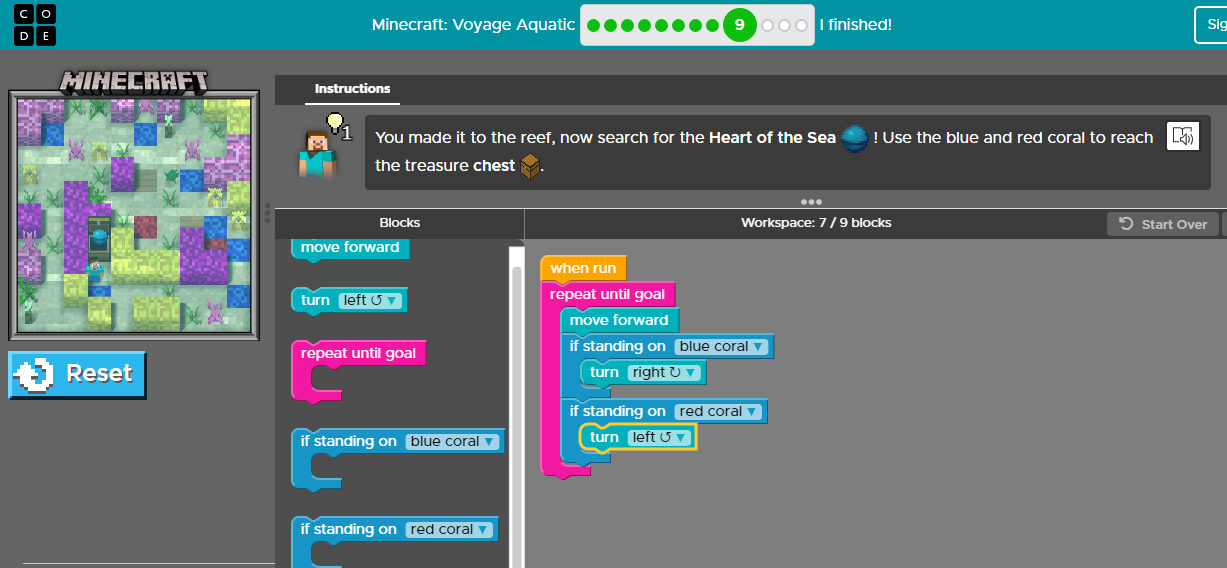 C O
D E
Minecraft: Voyage Aquatic
9
I finished!
Sig
MINECRAFT
Instructions
1
You made it to the reef, now search for the Heart of the Sea ! Use the blue and red coral to reach
the treasure chest .
Blocks
Workspace: 7 / 9 blocks
Start Over
move forward
turn left ↺ ▼
repeat until goal
if standing on blue coral ▼
if standing on red coral ▼
when run
repeat until goal
move forward
if standing on blue coral ▼
turn right ↻ ▼
if standing on red coral ▼
turn left ↺ ▼
Reset